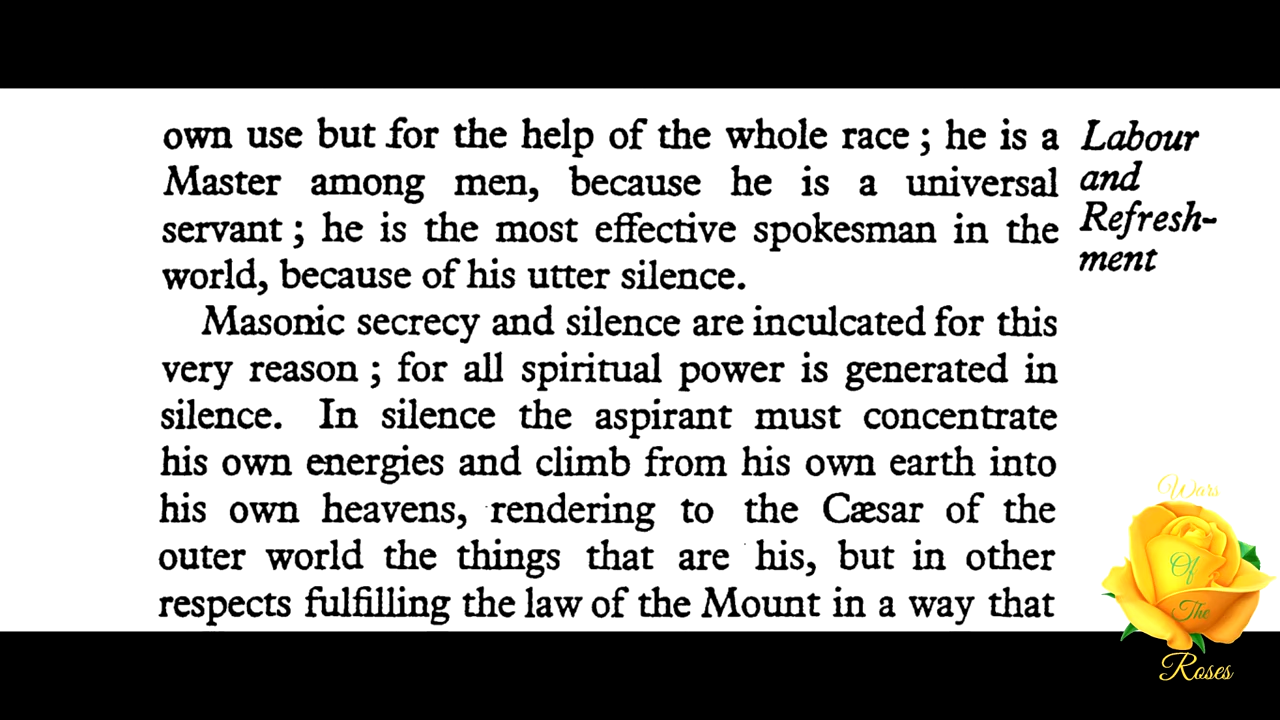 own use but for the help of the whole race ; he is a
Master among men, because he is a universal
servant ; he is the most effective spokesman in the
world, because of his utter silence.
Masonic secrecy and silence are inculcated for this
very reason ; for all spiritual power is generated in
silence. In silence the aspirant must concentrate
his own energies and climb from his own earth into
his own heavens, rendering to the Cæsar of the
outer world the things that are his, but in other
respects fulfilling the law of the Mount in a way that
Labour
and
Refresh-
ment
Wars
Of
The
Roses